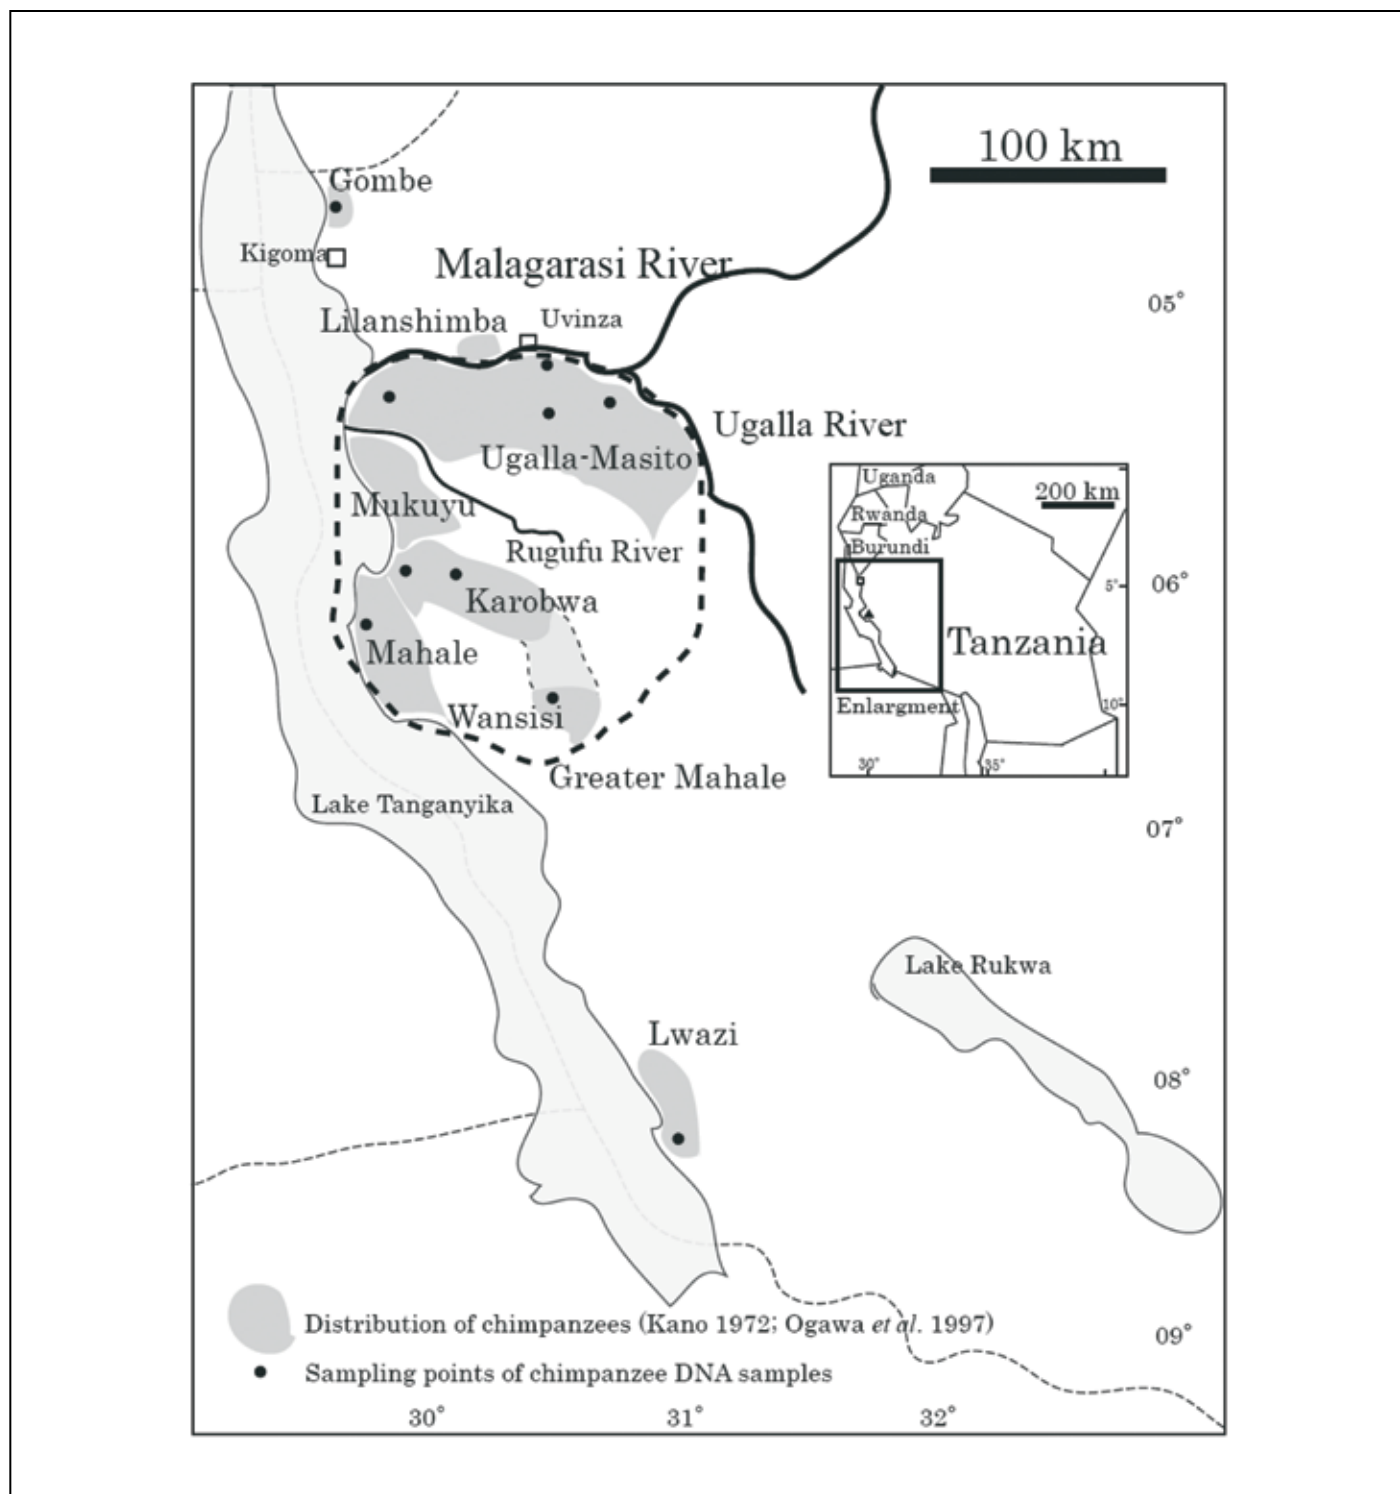 100 km
Gombe
Kigoma
Malagarasi River
05°
Lilanshimba
Uvinza
Ugalla River
Ugalla-Masito
Uganda
200 km
Mukuyu
Rwanda
Rugufu River
Burundi
06°
5°
Karobwa
Tanzania
Mahale
Wansisi
Enlargment
10°
30°
35°
Greater Mahale
Lake Tanganyika
07°
Lake Rukwa
Lwazi
08°
Distribution of chimpanzees (Kano 1972; Ogawa et al. 1997)
09°
Sampling points of chimpanzee DNA samples
30°
31°
32°